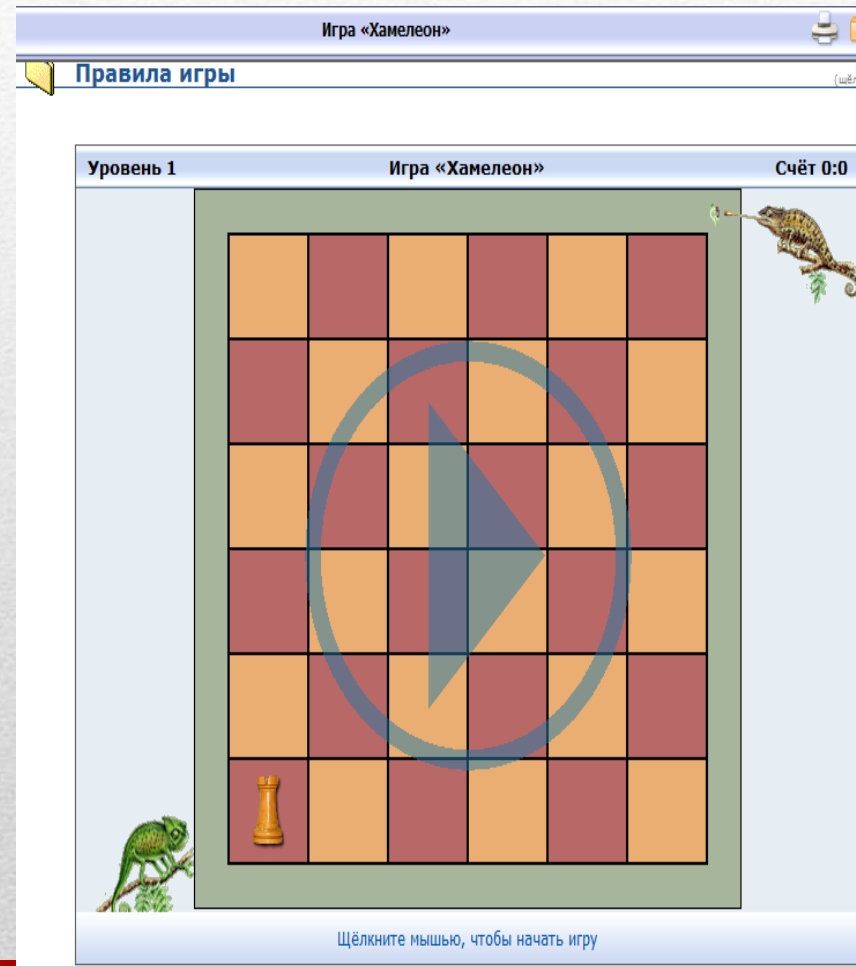 Игра «Хамелеон»
Правила игры
Уровень 1 Игра «Хамелеон» Счёт 0:0
Щёлкните мышью, чтобы начать игру